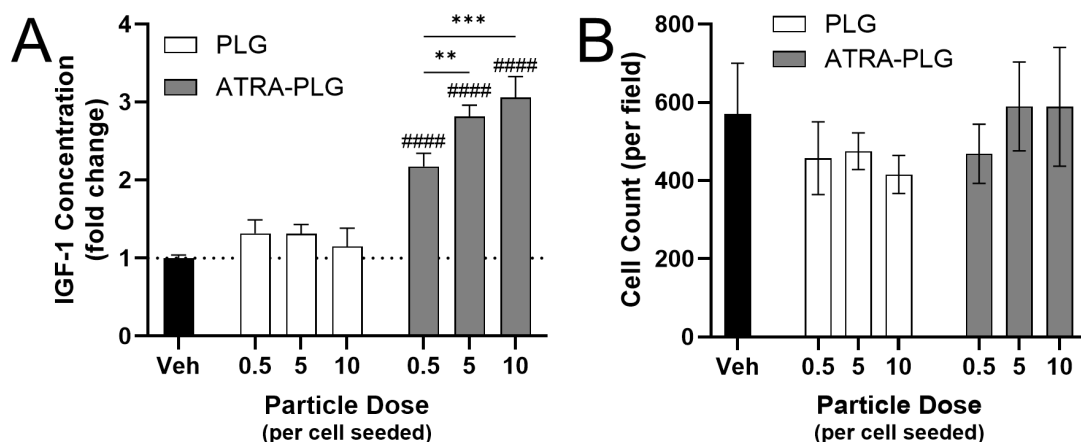 A
IGF-1 Concentration
(fold change)
4
3
2
1
0
PLG
ATRA-PLG
***
**
####
####
####
Veh
0.5
5
10
0.5
5
10
Particle Dose
(per cell seeded)
B
Cell Count (per field)
800
600
400
200
0
PLG
ATRA-PLG
Veh
0.5
5
10
0.5
5
10
Particle Dose
(per cell seeded)